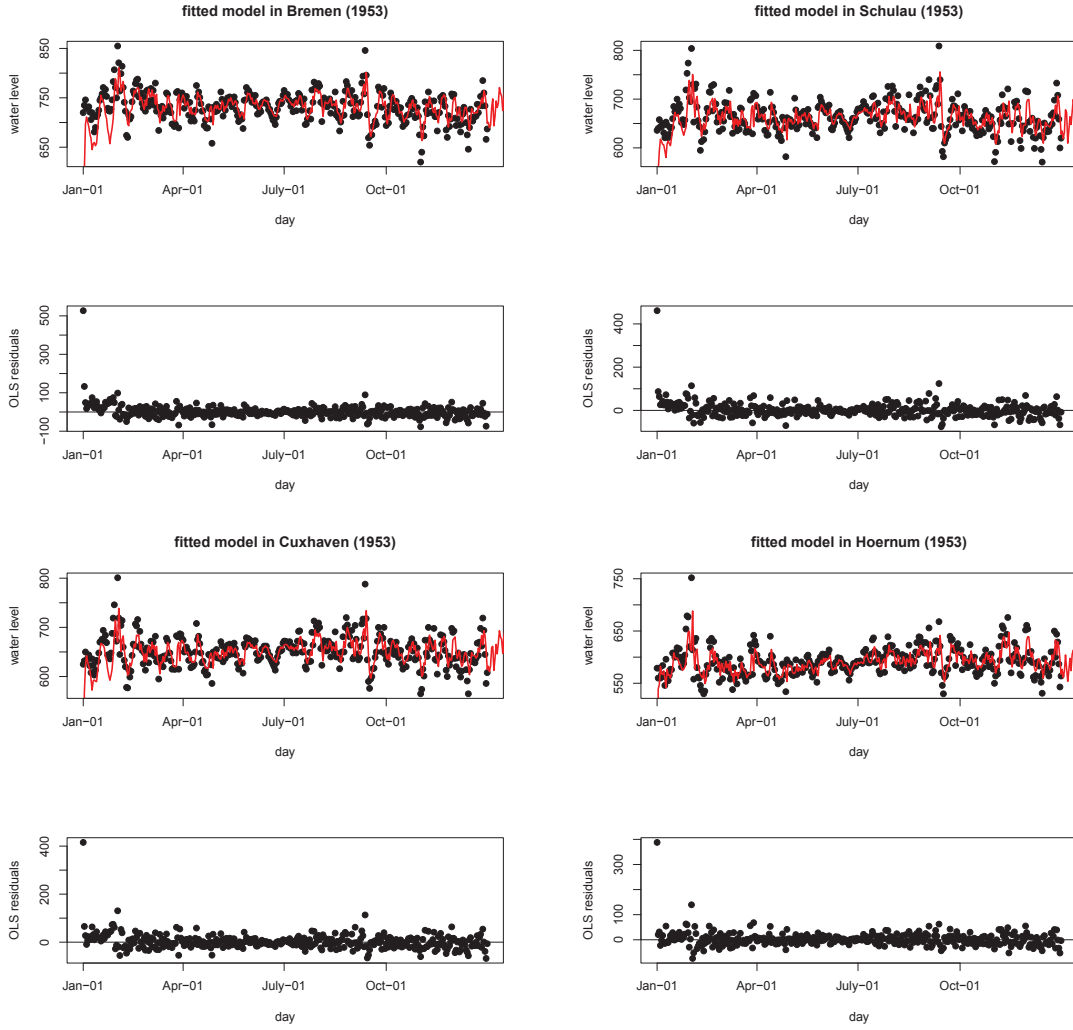 fitted model in Bremen (1953)
water level
850
750
650
Jan−01
Apr−01
July−01
Oct−01
day
fitted model in Schulau (1953)
water level
800
700
600
Jan−01
Apr−01
July−01
Oct−01
day
OLS residuals
500
300
100
−100
Jan−01
Apr−01
July−01
Oct−01
day
OLS residuals
400
200
0
Jan−01
Apr−01
July−01
Oct−01
day
fitted model in Cuxhaven (1953)
water level
800
700
600
Jan−01
Apr−01
July−01
Oct−01
day
fitted model in Hoernum (1953)
water level
750
650
550
Jan−01
Apr−01
July−01
Oct−01
day
OLS residuals
400
200
0
Jan−01
Apr−01
July−01
Oct−01
day
OLS residuals
300
100
0
Jan−01
Apr−01
July−01
Oct−01
day